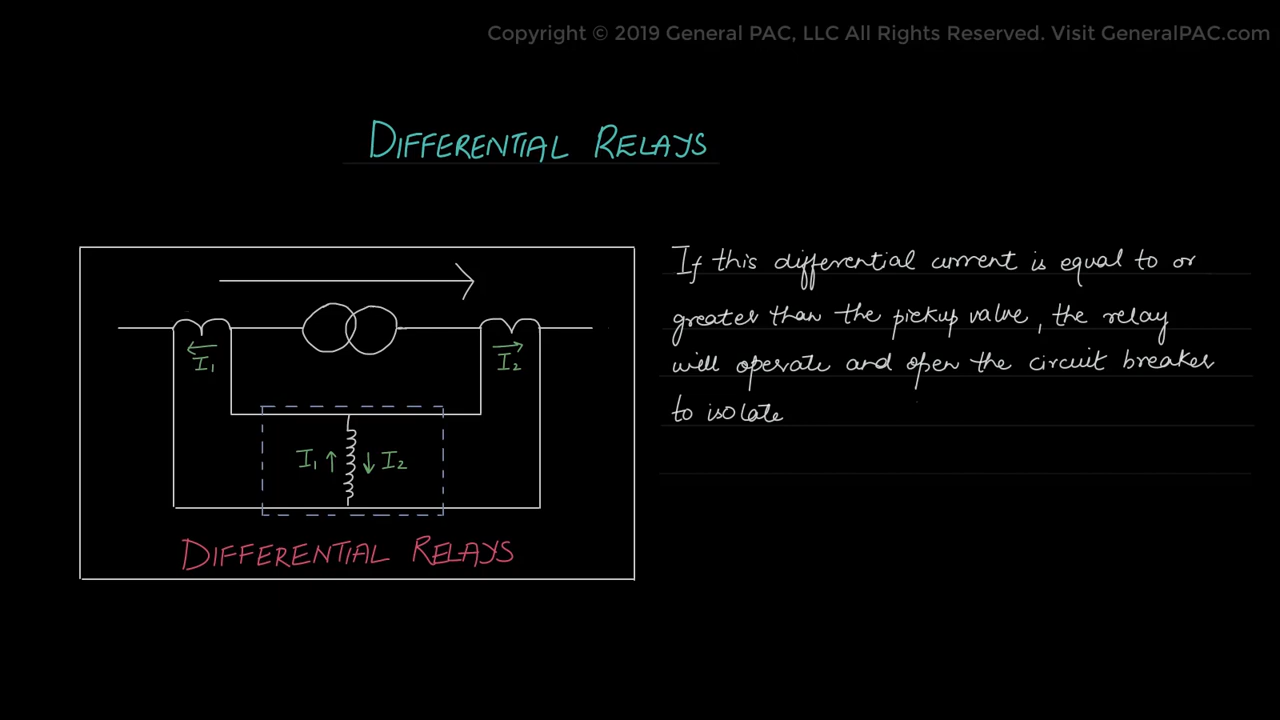 Copyright © 2019 General PAC, LLC All Rights Reserved. Visit GeneralPAC.com
DIFFERENTIAL RELAYS
If this differential current is equal to or
greater than the pickup value, the relay
will operate and open the circuit breaker
to isolate
I1
I2
I1
I2
DIFFERENTIAL RELAYS